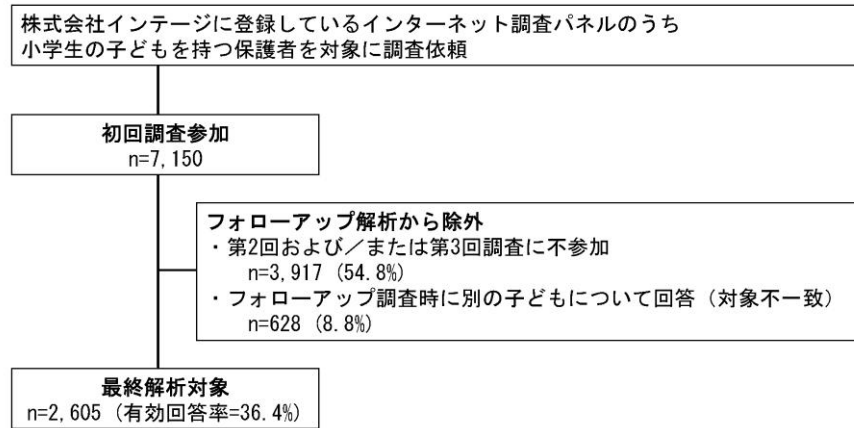 株式会社インテージに登録しているインターネット調査パネルのうち
小学生の子どもを持つ保護者を対象に調査依頼
初回調査参加
n=7,150
フォローアップ解析から除外
・第2回および／または第3回調査に不参加
n=3,917 (54.8%)
・フォローアップ調査時に別の子どもについて回答（対象不一致）
n=628 (8.8%)
最終解析対象
n=2,605（有効回答率=36.4%）